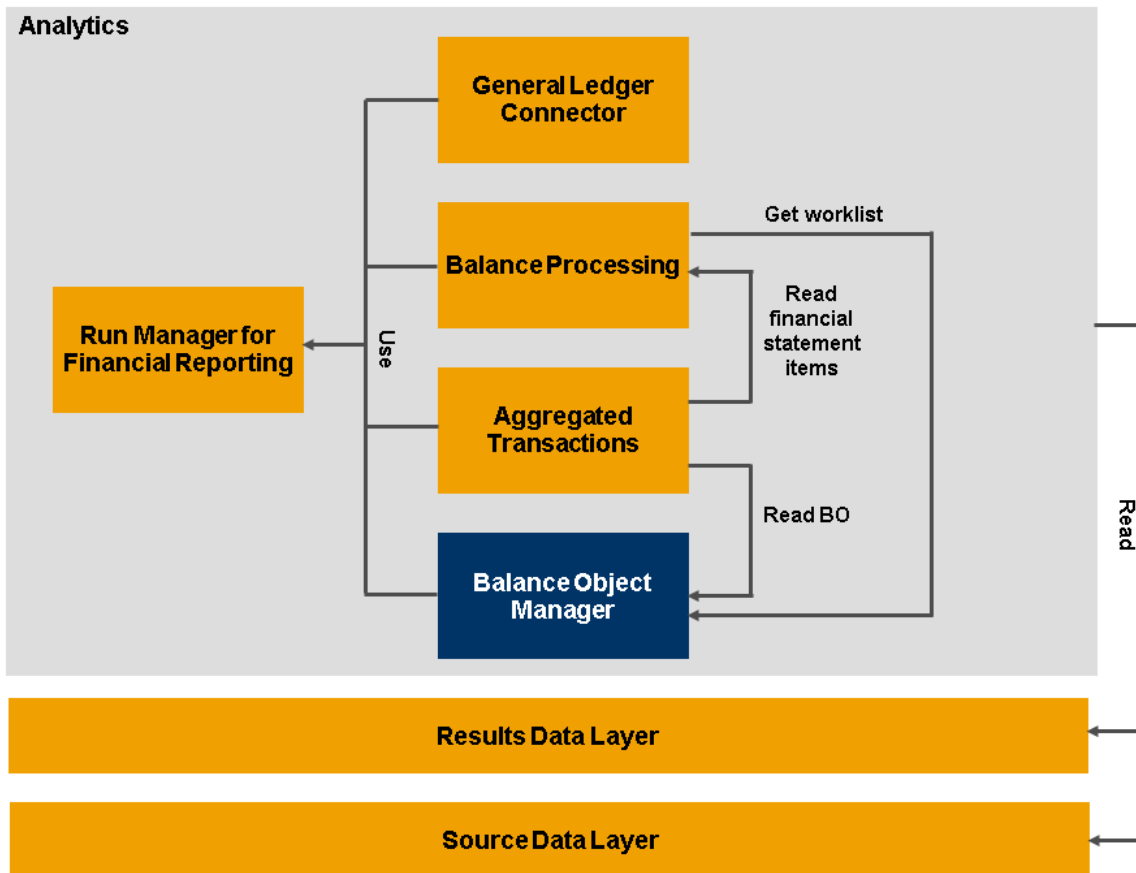 Analytics
General Ledger
Connector
Get worklist
Balance Processing
Read
financial
statement
items
Run Manager for
Financial Reporting
Use
Aggregated
Transactions
Read BO
Read
Balance Object
Manager
Results Data Layer
Source Data Layer